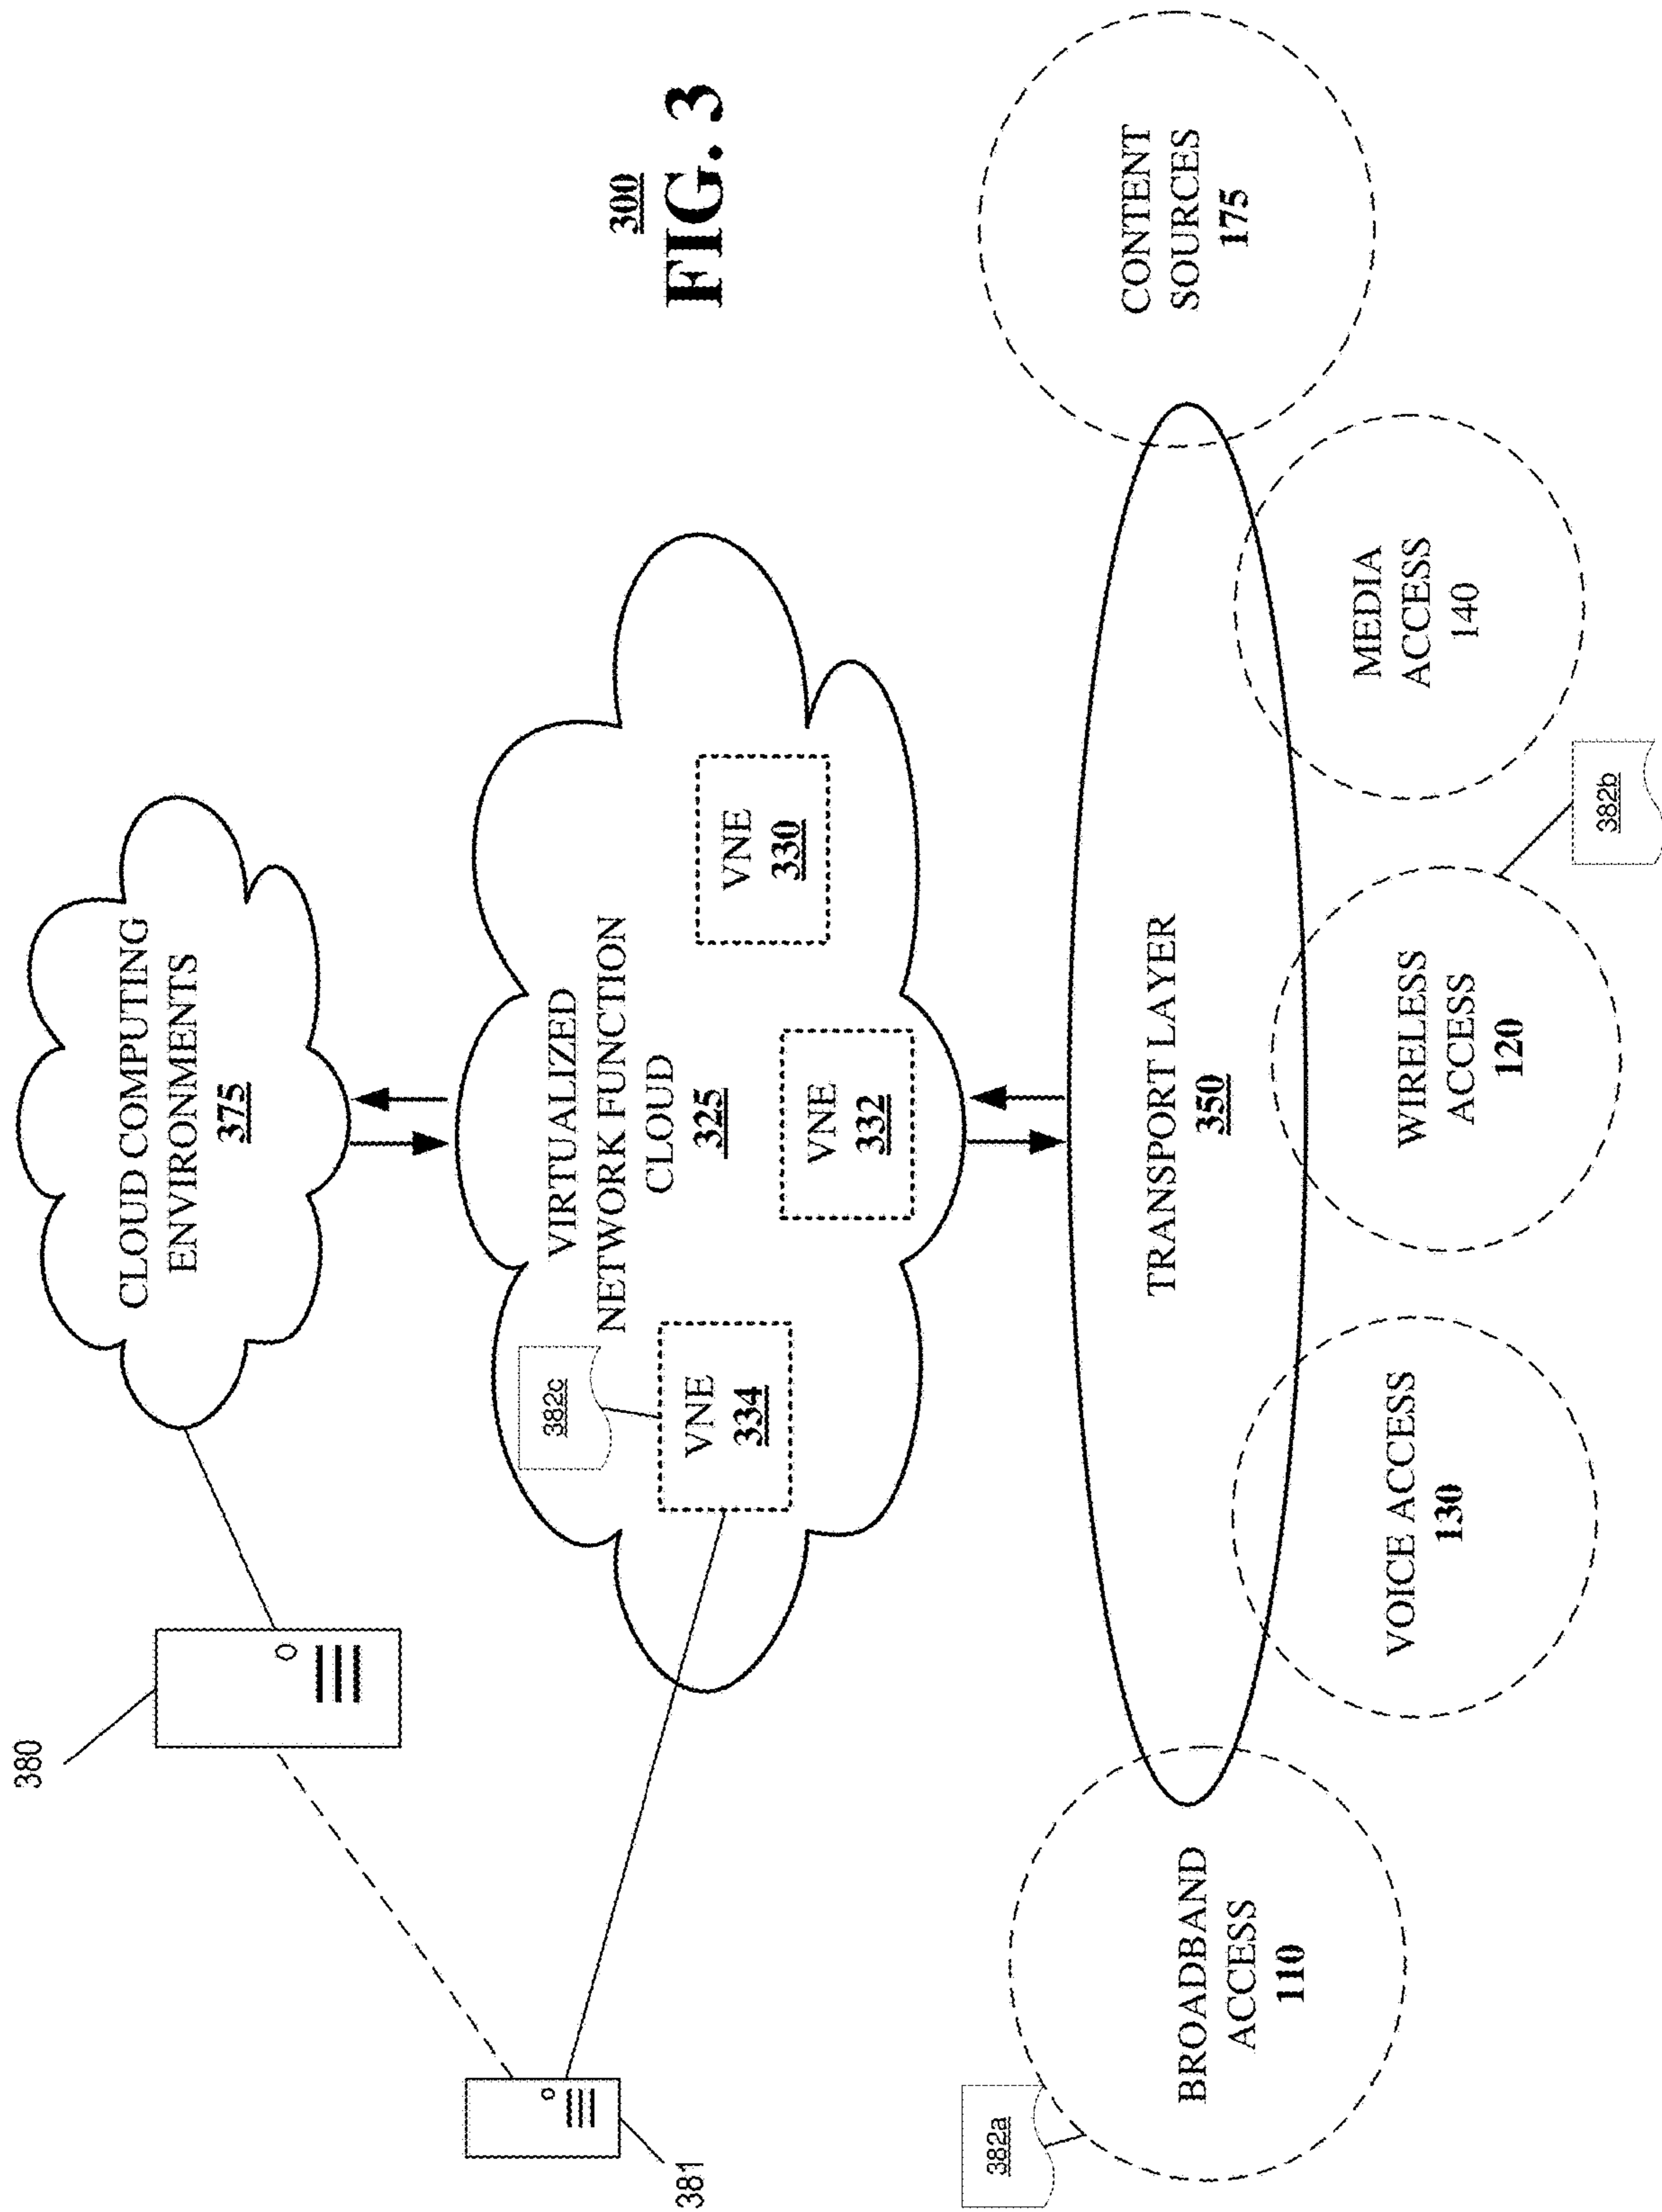 380
CLOUD COMPUTING
ENVIRONMENTS
375
381
382c
VIRTUALIZED
NETWORK FUNCTION
CLOUD
325
VNE
334
VNE
332
VNE
330
300
FIG. 3
382a
BROADBAND
ACCESS
110
TRANSPORT LAYER
350
CONTENT
SOURCES
175
VOICE ACCESS
130
WIRELESS
ACCESS
120
MEDIA
ACCESS
140
382b